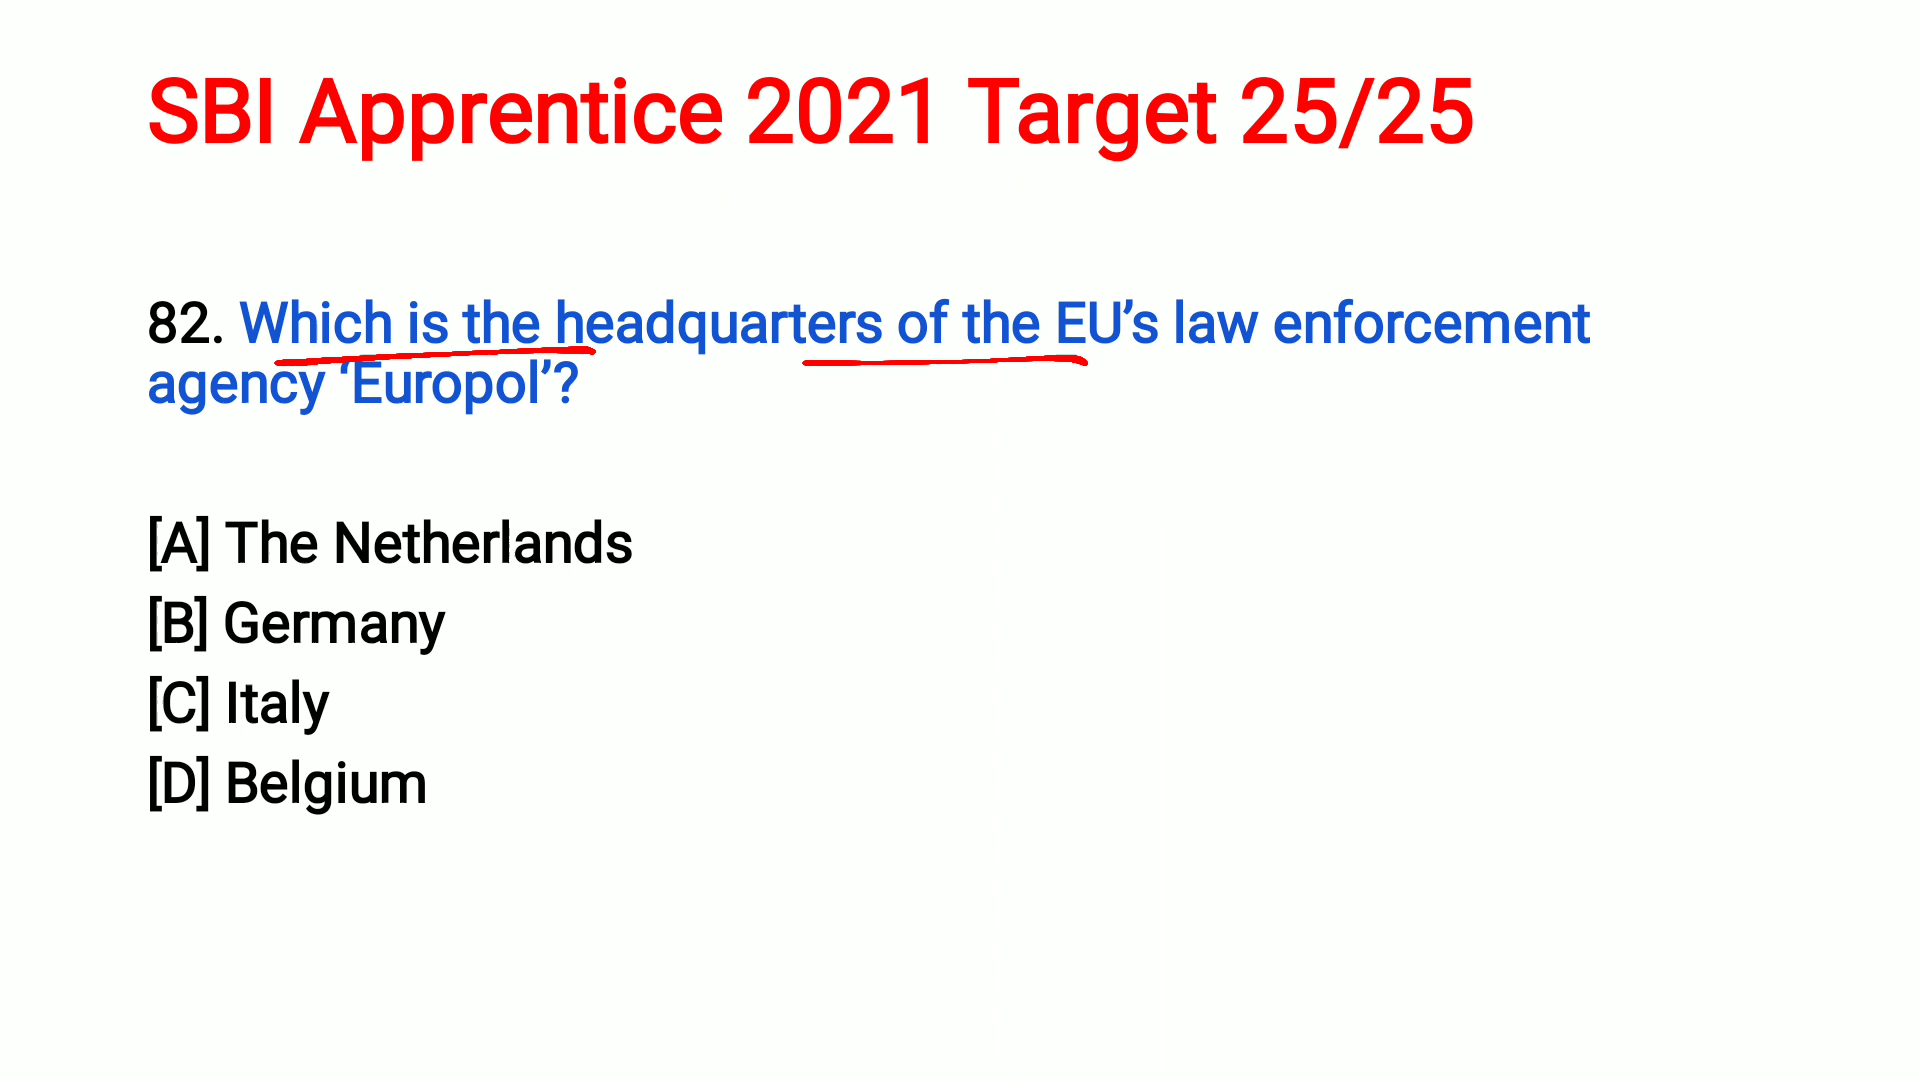 SBI Apprentice 2021 Target 25/25
82. Which is the headquarters of the EU’s law enforcement
agency ‘Europol’?
[A] The Netherlands
[B] Germany
[C] Italy
[D] Belgium